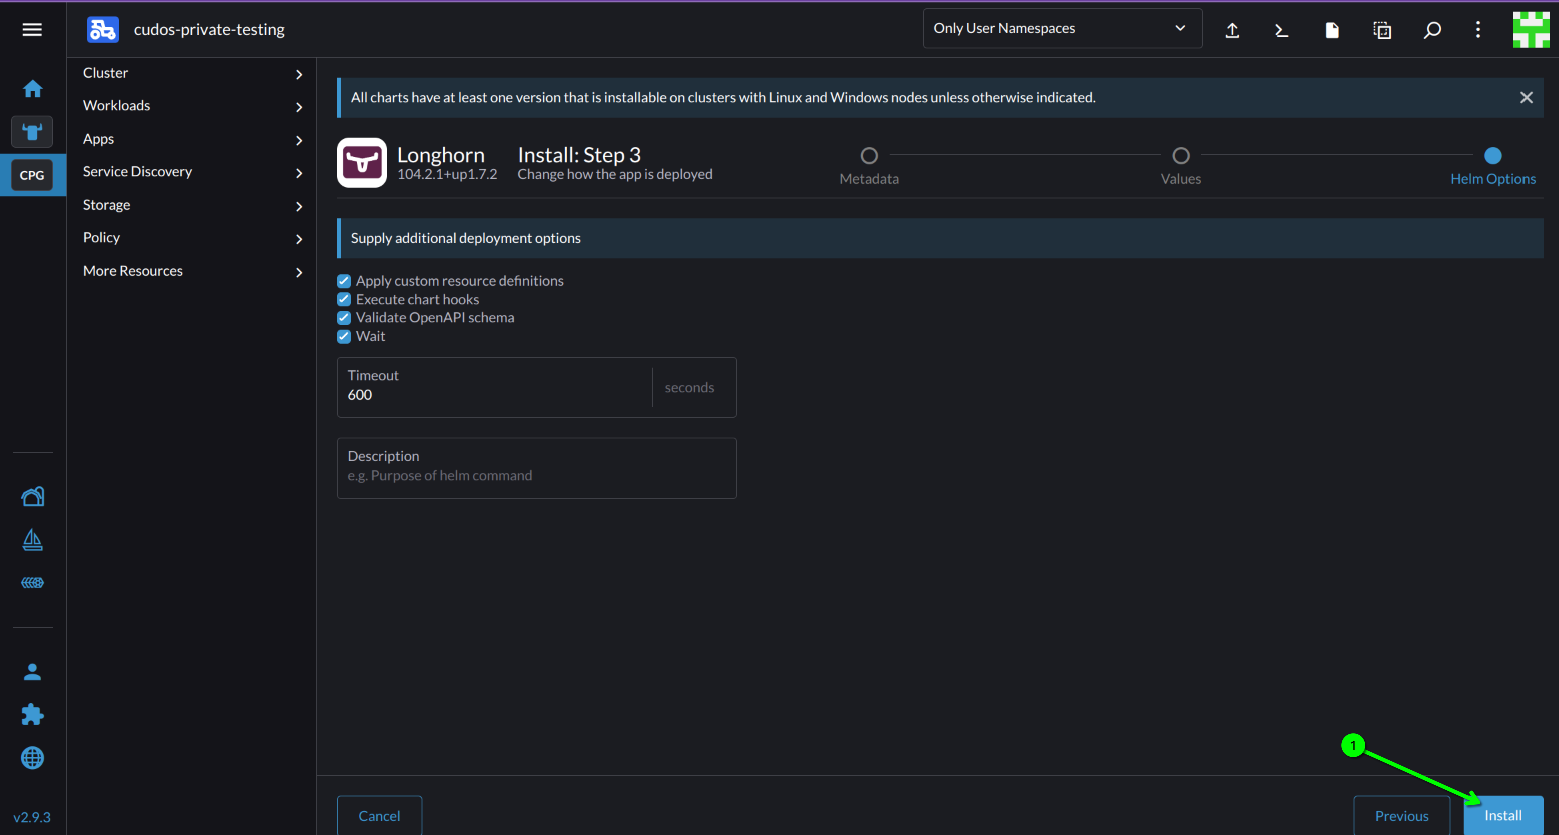 cudos-private-testing
Only User Namespaces
CPG
v2.9.3
Cluster
Workloads
Apps
Service Discovery
Storage
Policy
More Resources
All charts have at least one version that is installable on clusters with Linux and Windows nodes unless otherwise indicated.
Longhorn
104.2.1+up1.7.2
Install: Step 3
Change how the app is deployed
Metadata
Values
Helm Options
Supply additional deployment options
Apply custom resource definitions
Execute chart hooks
Validate OpenAPI schema
Wait
Timeout
600
seconds
Description
e.g. Purpose of helm command
1
Cancel
Previous
Install